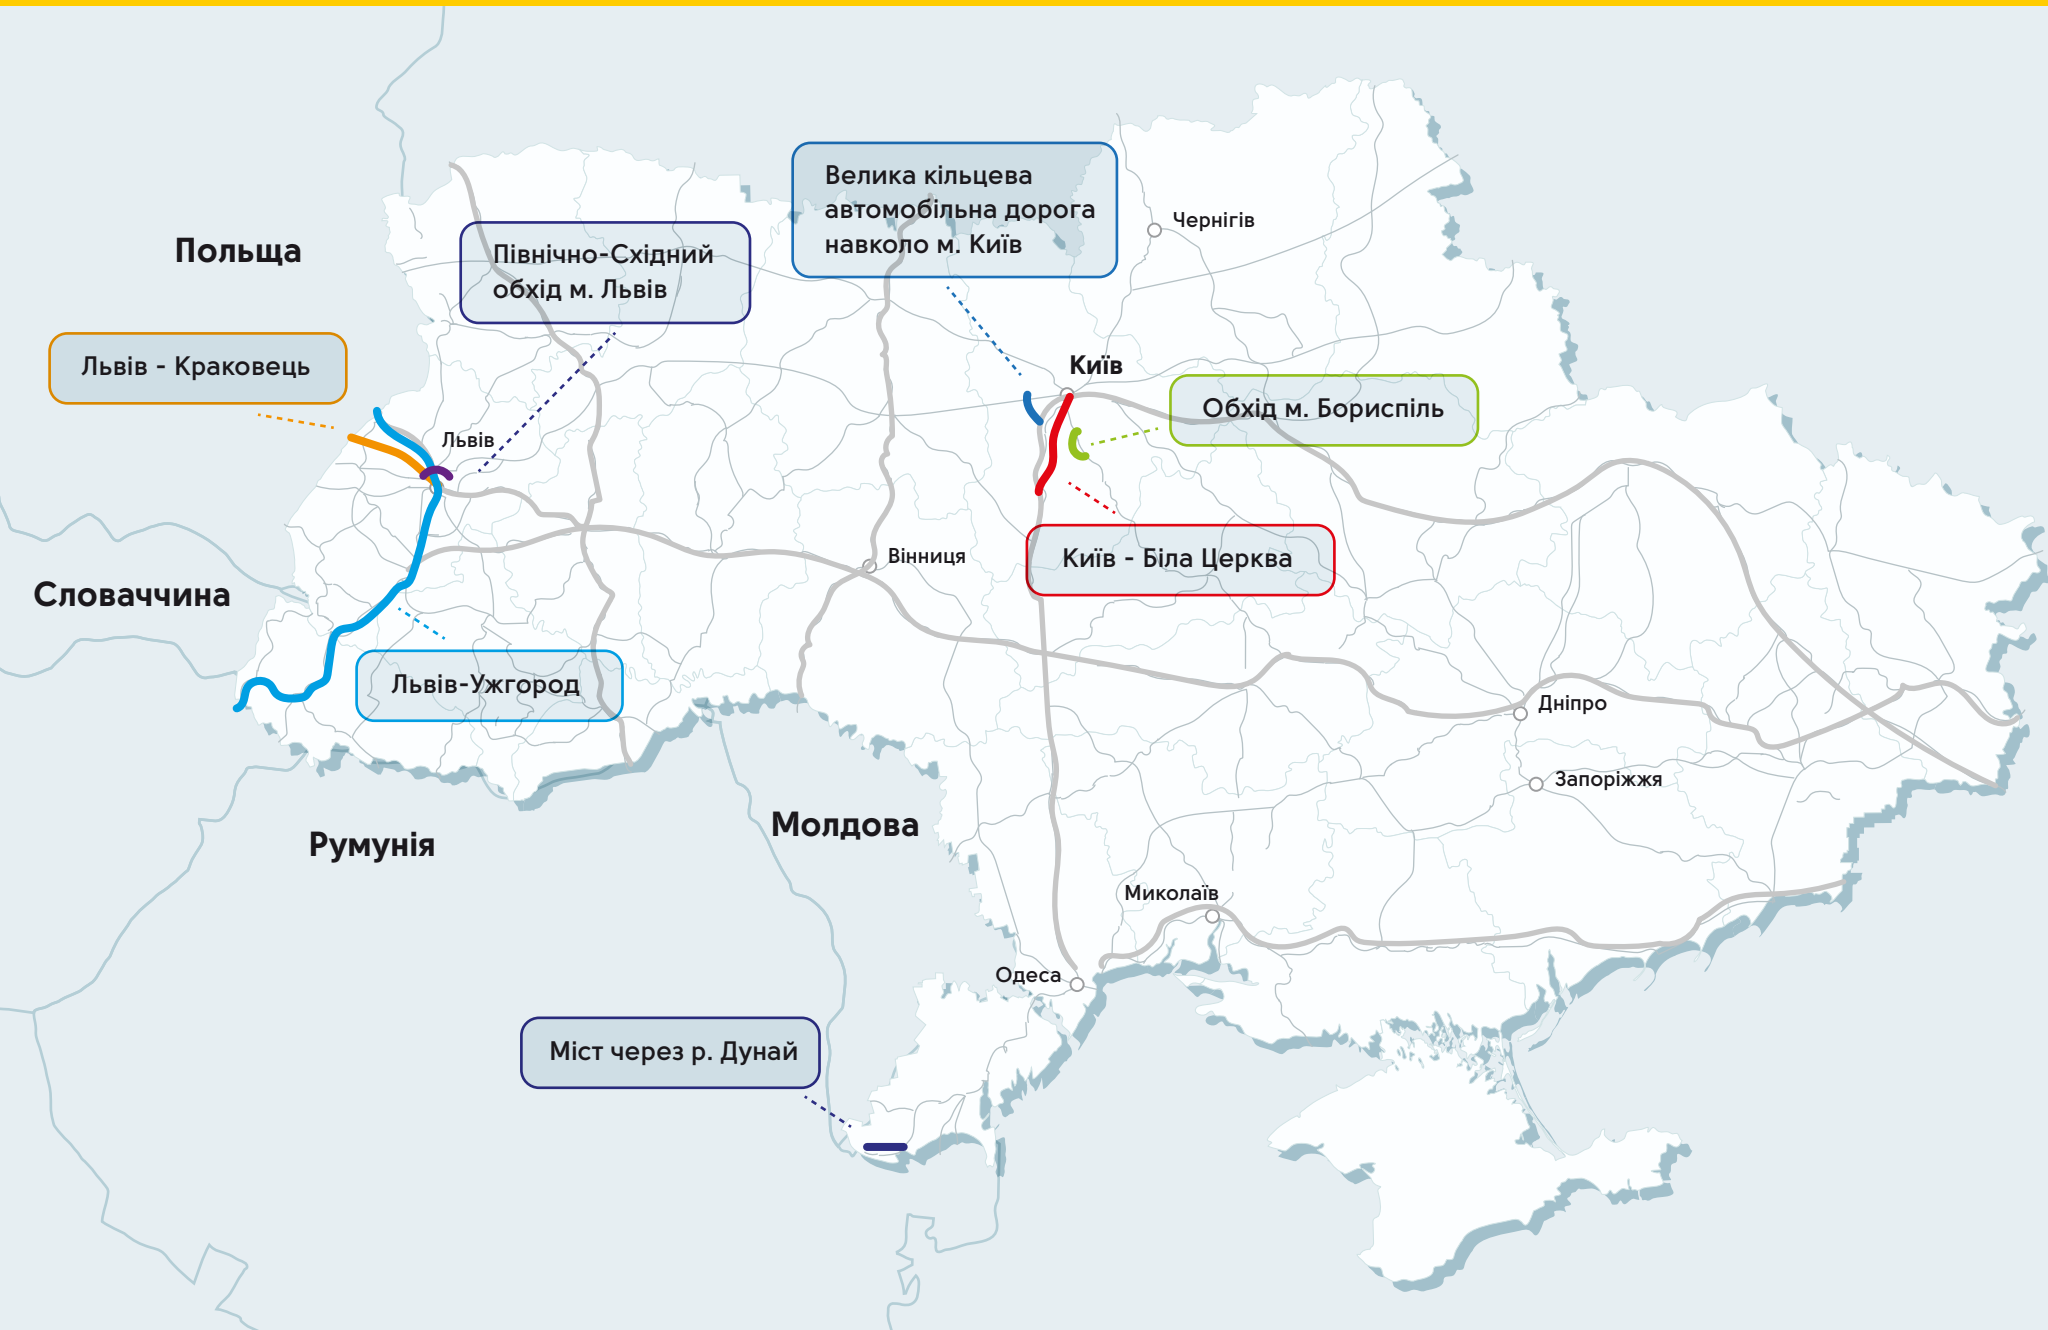 Велика кільцева
автомобільна дорога
навколо м. Київ
Чернігів
Польща
Північно-Східний
обхід м. Львів
Львів - Краковець
Київ
Обхід м. Бориспіль
Львів
Вінниця
Київ - Біла Церква
Словаччина
Львів-Ужгород
Дніпро
Запоріжжя
Молдова
Румунія
Миколаїв
Одеса
Міст через р. Дунай